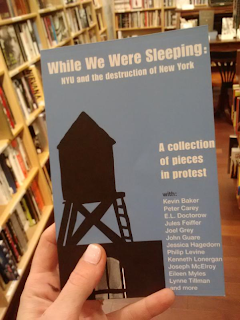 While We Were Sleeping:
NYU and the destruction of New York
A collection
of pieces
in protest
with:
Kevin Baker
Peter Carey
E.L. Doctorow
Jules Feiffer
Joel Grey
John Guare
Jessica Hagedorn
Philip Levine
Kenneth Lonergan
Joseph McElroy
Eileen Myles
Lynne Tillman
and more